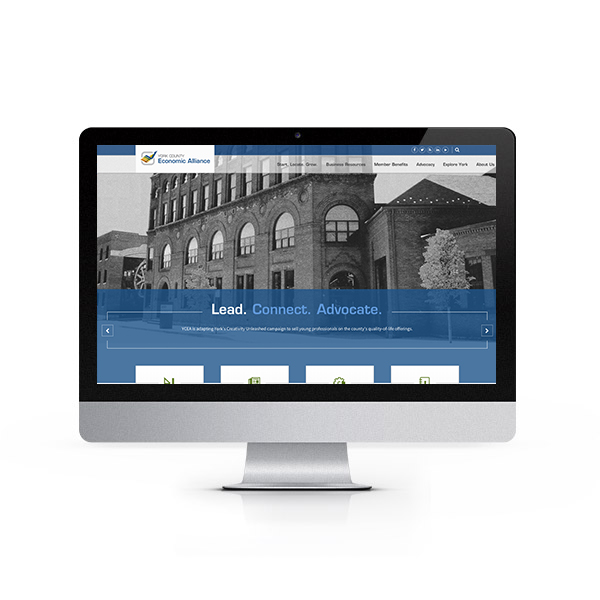 YORK COUNTY
Economic Alliance
Start. Locate. Grow. Business Resources Member Benefits Advocacy Explore York About Us
Lead. Connect. Advocate.
YCEA is adopting York's Creativity Unleashed campaign to sell young professionals on the county's quality-of-life offerings.